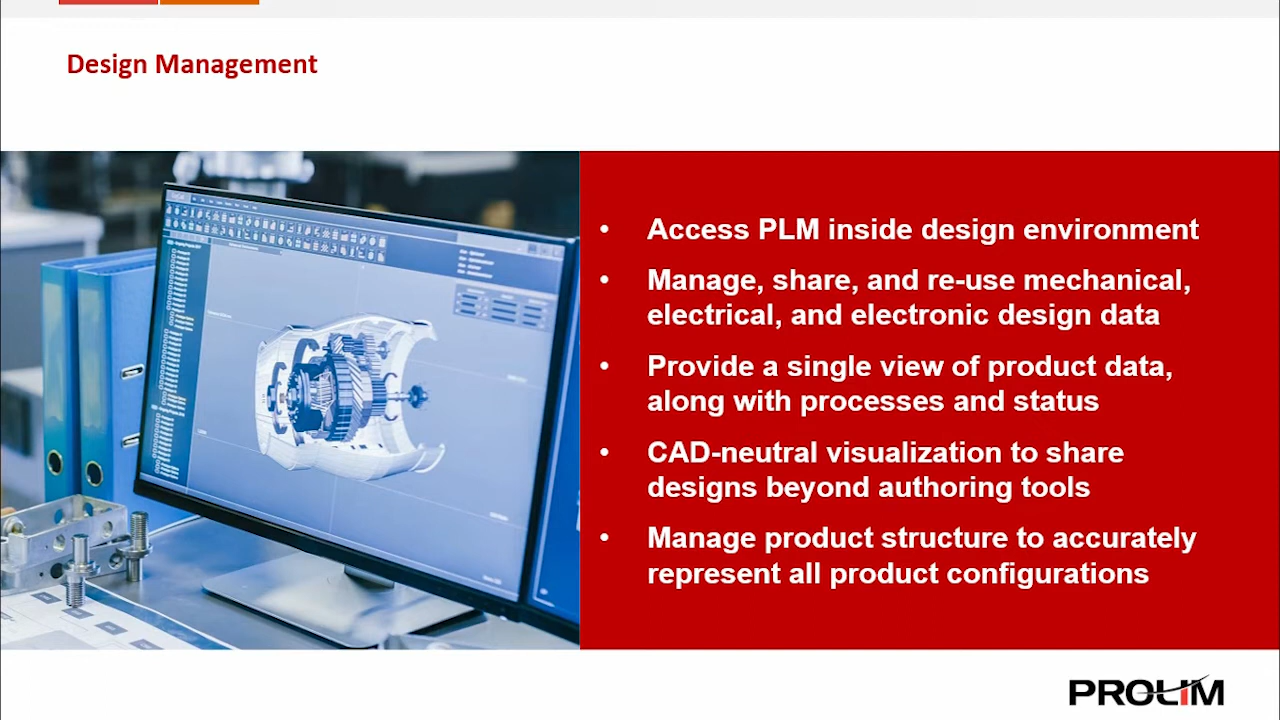 Design Management
• Access PLM inside design environment
• Manage, share, and re-use mechanical,
electrical, and electronic design data
• Provide a single view of product data,
along with processes and status
• CAD-neutral visualization to share
designs beyond authoring tools
• Manage product structure to accurately
represent all product configurations
PROLIM